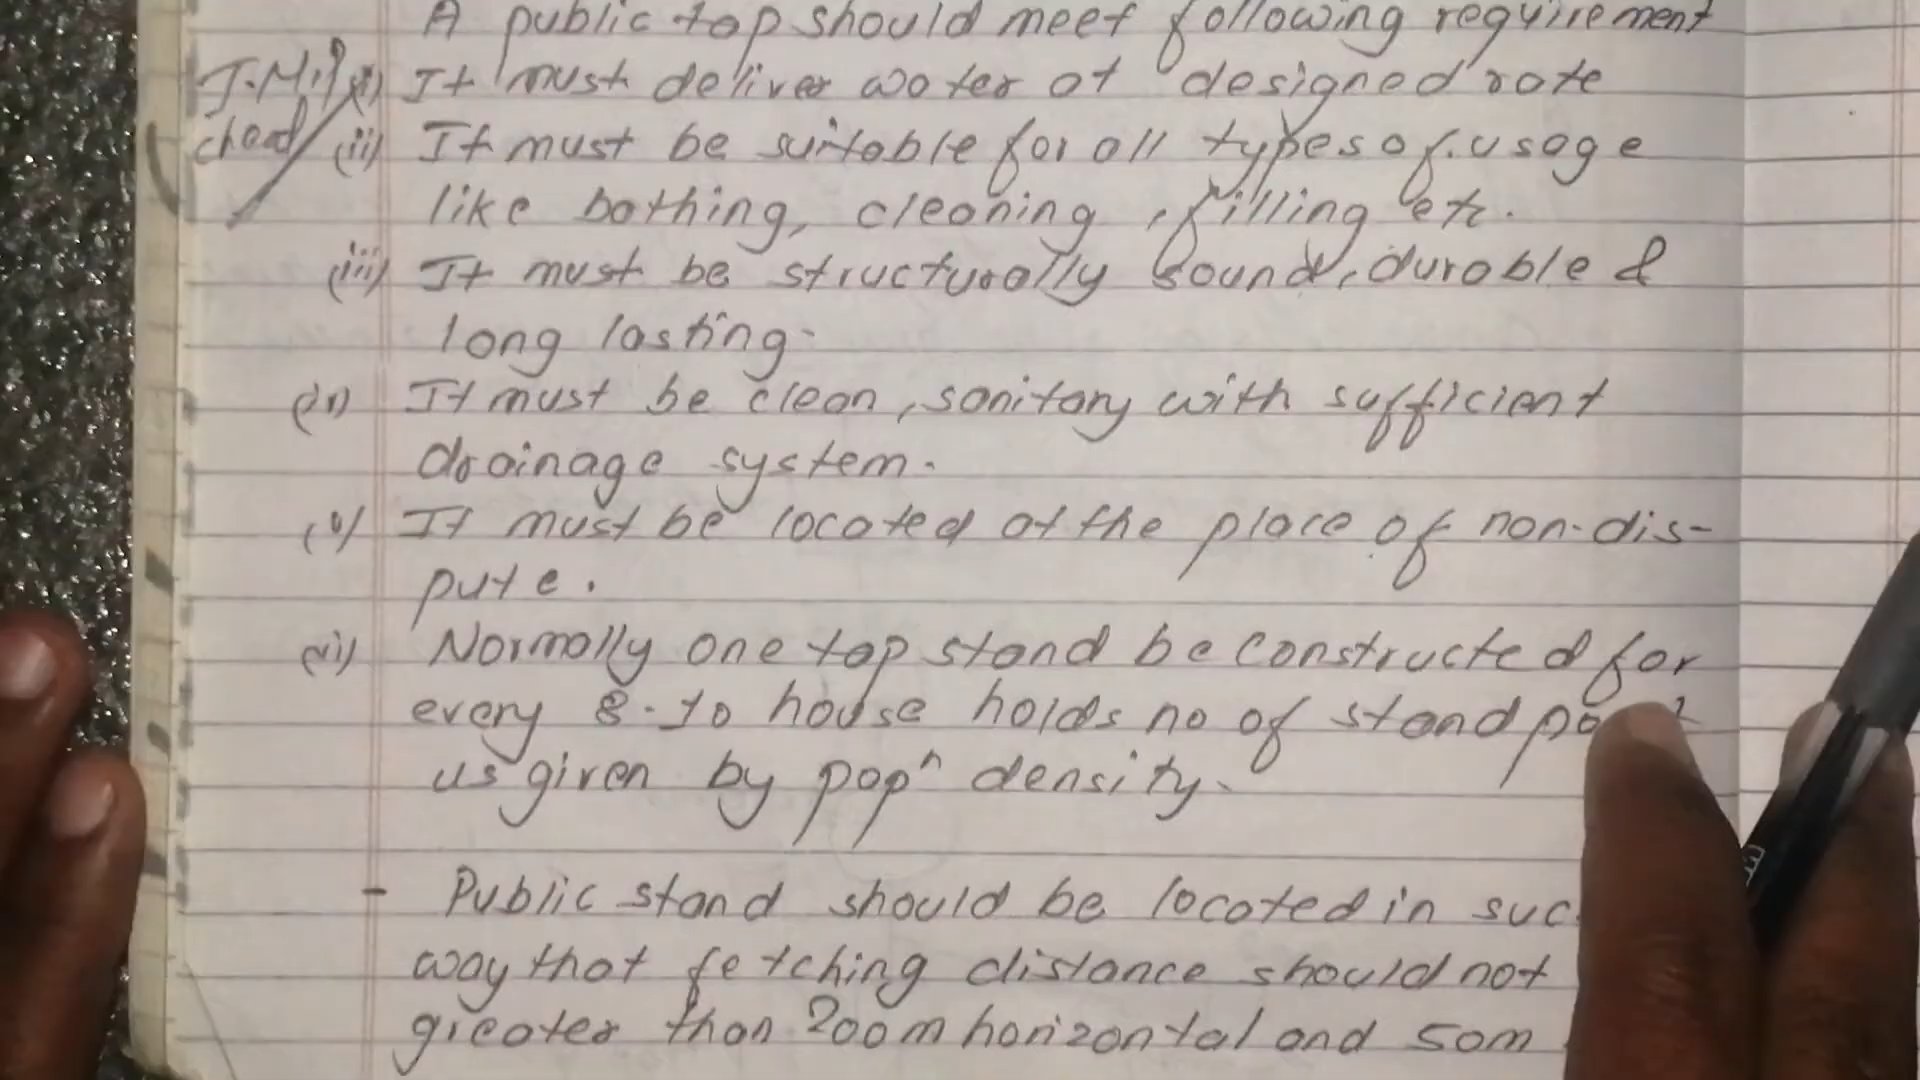 A public tap should meet following requirement
(i) It must deliver water at designed rate
(ii) It must be suitable for all types of usage
like bathing, cleaning, filling etc.
(iii) It must be structurally sound, durable &
long lasting.
(iv) It must be clean, sanitary with sufficient
drainage system.
(v) It must be located at the place of non-dis-
pute.
(vi) Normally one tap stand be constructed for
every 8-10 house holds no of stand
us given by popn density.
- Public stand should be located in
way that fetching distance should not
greater than 200m horizontal and 50m